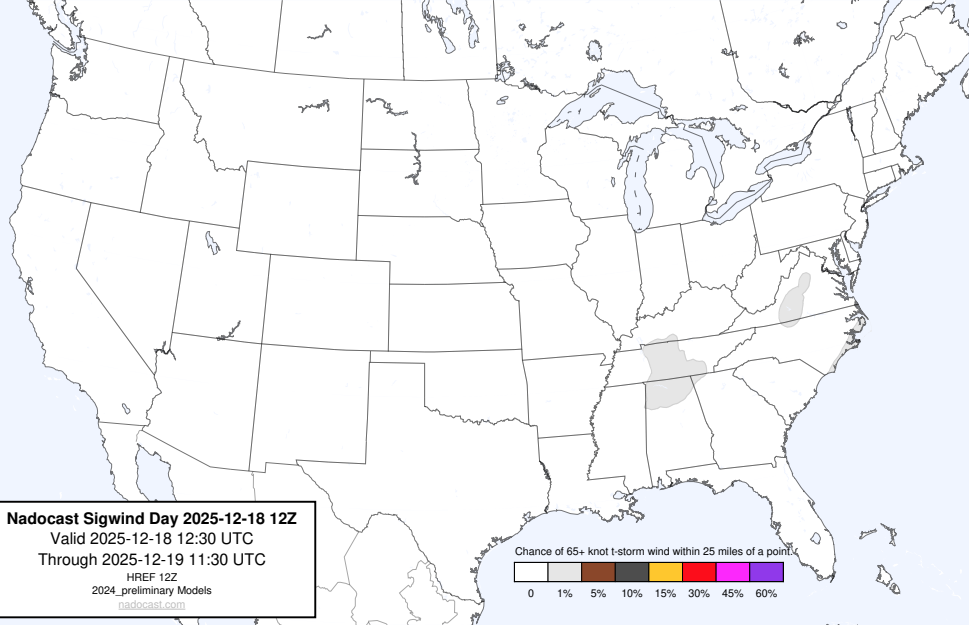 Nadocast Sigwind Day 2025-12-18 12Z
Valid 2025-12-18 12:30 UTC
Through 2025-12-19 11:30 UTC
HREF 12Z
2024_preliminary Models
nadocast.com
Chance of 65+ knot t-storm wind within 25 miles of a point.
0 1% 5% 10% 15% 30% 45% 60%